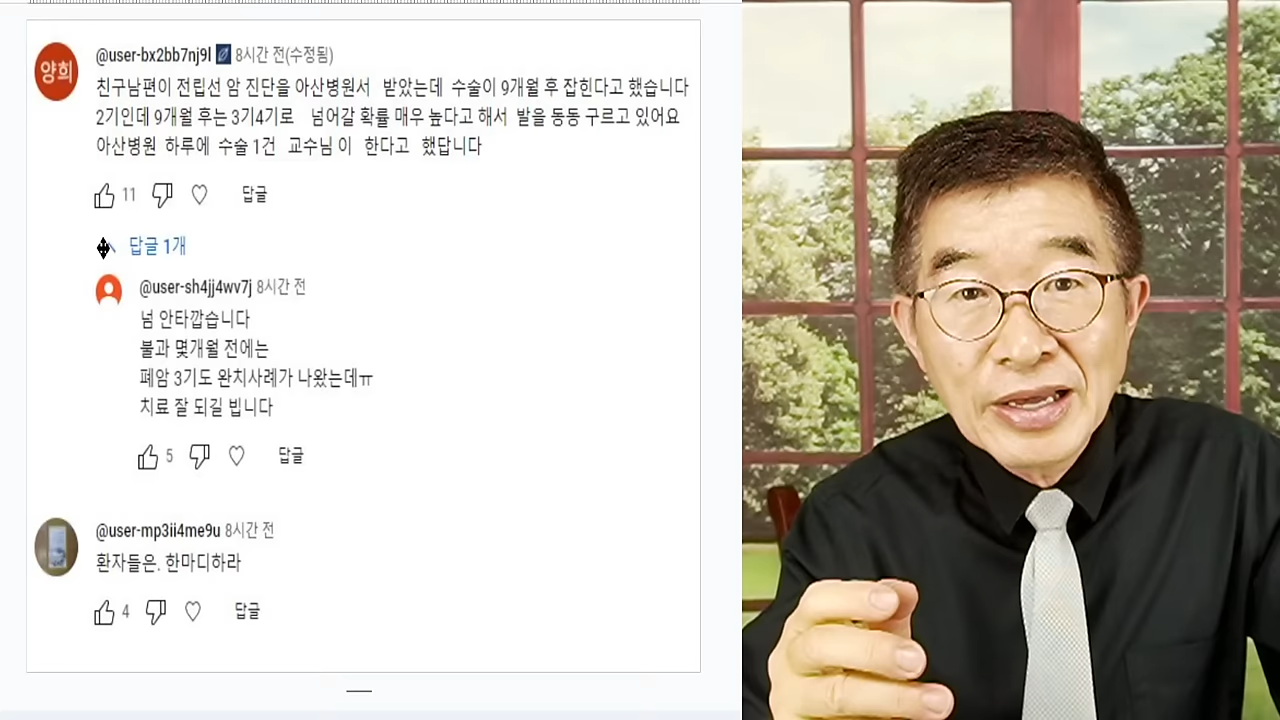 양희
@user-bx2bb7nj9l 8시간 전(수정됨)
친구남편이 전립선 암 진단을 아산병원서 받았는데 수술이 9개월 후 잡힌다고 했습니다
2기인데 9개월 후는 3기4기로 넘어갈 확률 매우 높다고 해서 발을 동동 구르고 있어요
아산병원 하루에 수술 1건 교수님 이 한다고 했답니다
11 답글
답글 1개
@user-sh4jj4wv7j 8시간 전
넘 안타깝습니다
불과 몇개월 전에는
폐암 3기도 완치사례가 나왔는데ㅠ
치료 잘 되길 빕니다
5 답글
@user-mp3ii4me9u 8시간 전
환자들은. 한마디하라
4 답글